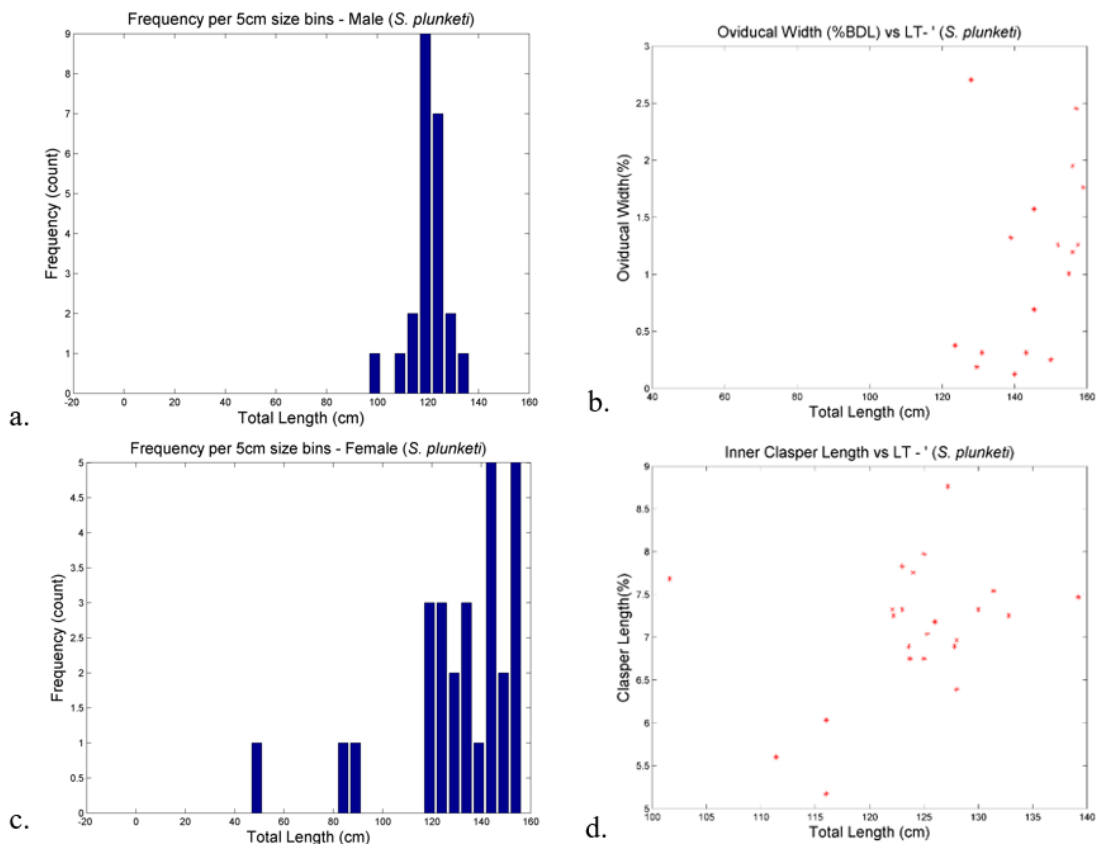 Frequency per 5cm size bins - Male (S. plunketi)
Frequency (count)
9
8
7
6
5
4
3
2
1
0
-20 0 20 40 60 80 100 120 140 160
Total Length (cm)
a.
Oviducal Width (%BDL) vs LT- ' (S. plunketi)
Oviducal Width(%)
3
2.5
2
1.5
1
0.5
0
40 60 80 100 120 140 160
Total Length (cm)
b.
Frequency per 5cm size bins - Female (S. plunketi)
Frequency (count)
5
4.5
4
3.5
3
2.5
2
1.5
1
0.5
0
-20 0 20 40 60 80 100 120 140 160
Total Length (cm)
c.
Inner Clasper Length vs LT - ' (S. plunketi)
Clasper Length(%)
9
8.5
8
7.5
7
6.5
6
5.5
5
100 105 110 115 120 125 130 135 140
Total Length (cm)
d.